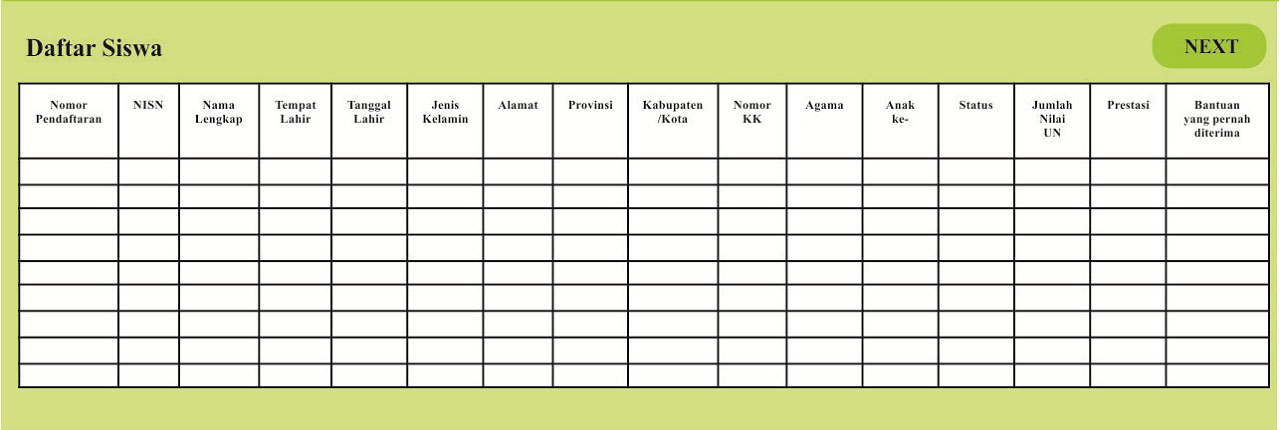 Daftar Siswa
NEXT
Nomor
Pendaftaran
NISN
Nama
Lengkap
Tempat
Lahir
Tanggal
Lahir
Jenis
Kelamin
Alamat
Provinsi
Kabupaten
/Kota
Nomor
KK
Agama
Anak
ke-
Status
Jumlah
Nilai
UN
Prestasi
Bantuan
yang pernah
diterima